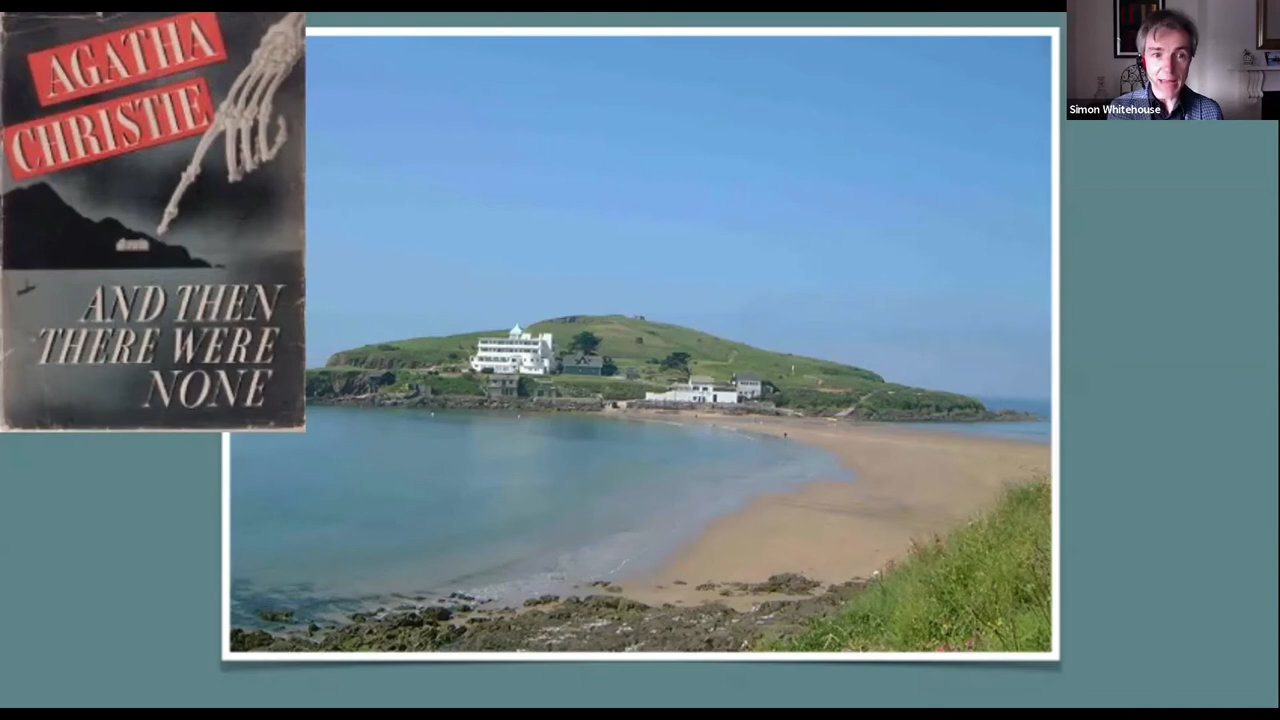 AGATHA
CHRISTIE
AND THEN
THERE WERE
NONE
Simon Whitehouse